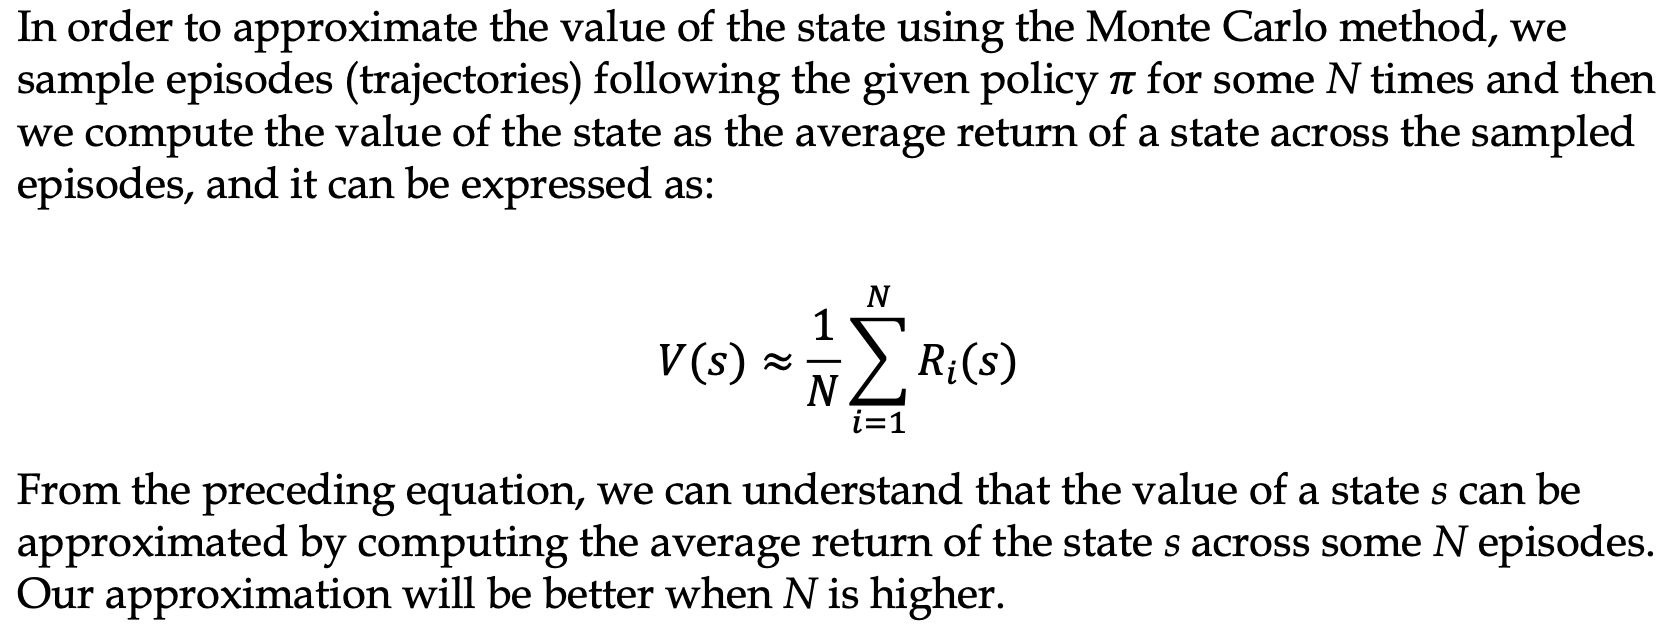 In order to approximate the value of the state using the Monte Carlo method, we
sample episodes (trajectories) following the given policy π for some N times and then
we compute the value of the state as the average return of a state across the sampled
episodes, and it can be expressed as:
V(s) ≈ \frac{1}{N} \sum_{i=1}^{N} R_i(s)
From the preceding equation, we can understand that the value of a state s can be
approximated by computing the average return of the state s across some N episodes.
Our approximation will be better when N is higher.